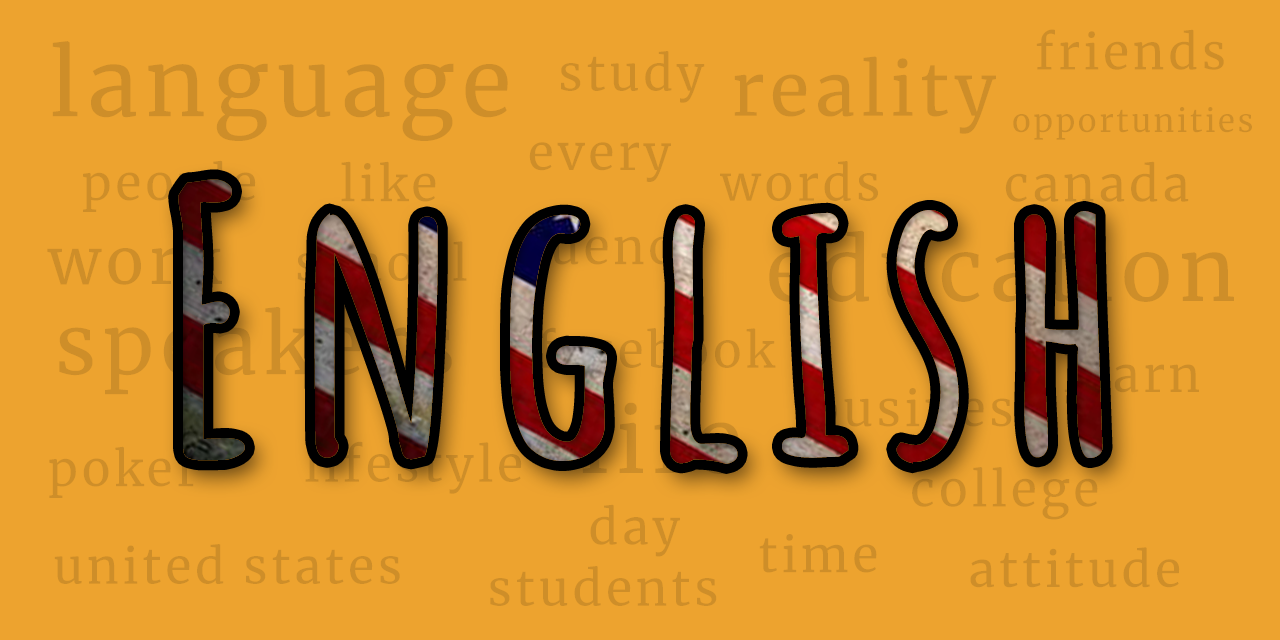 language study reality friends
opportunities
every
people like words canada
work school
education
speakers facebook
learn
business
ENGLISH
poker lifestyle life
college
day
united states time attitude
students